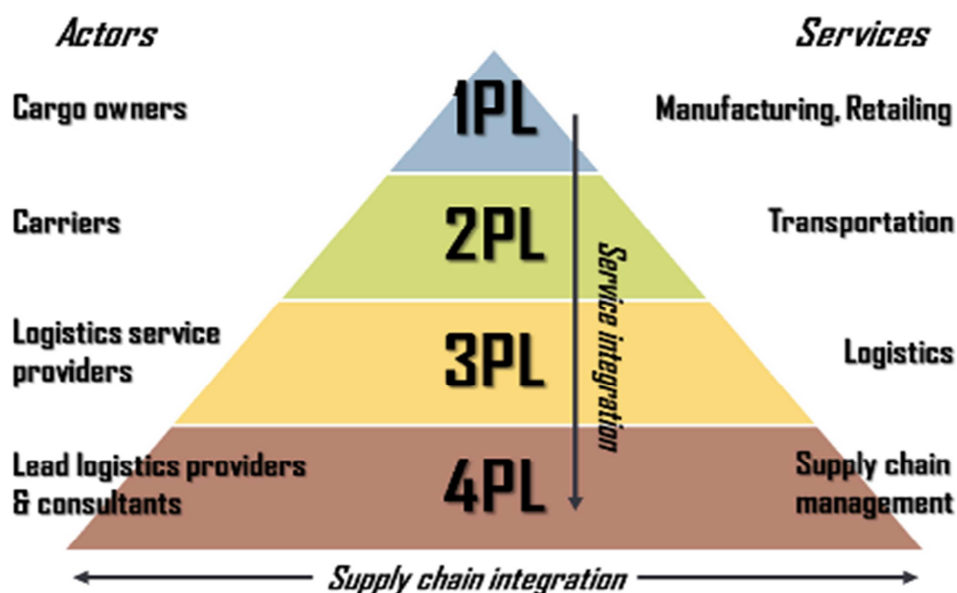 Actors
Services
Cargo owners
1PL
Manufacturing, Retailing
Carriers
2PL
Transportation
Service integration
Logistics service
providers
3PL
Logistics
Lead logistics providers
& consultants
4PL
Supply chain
management
Supply chain integration